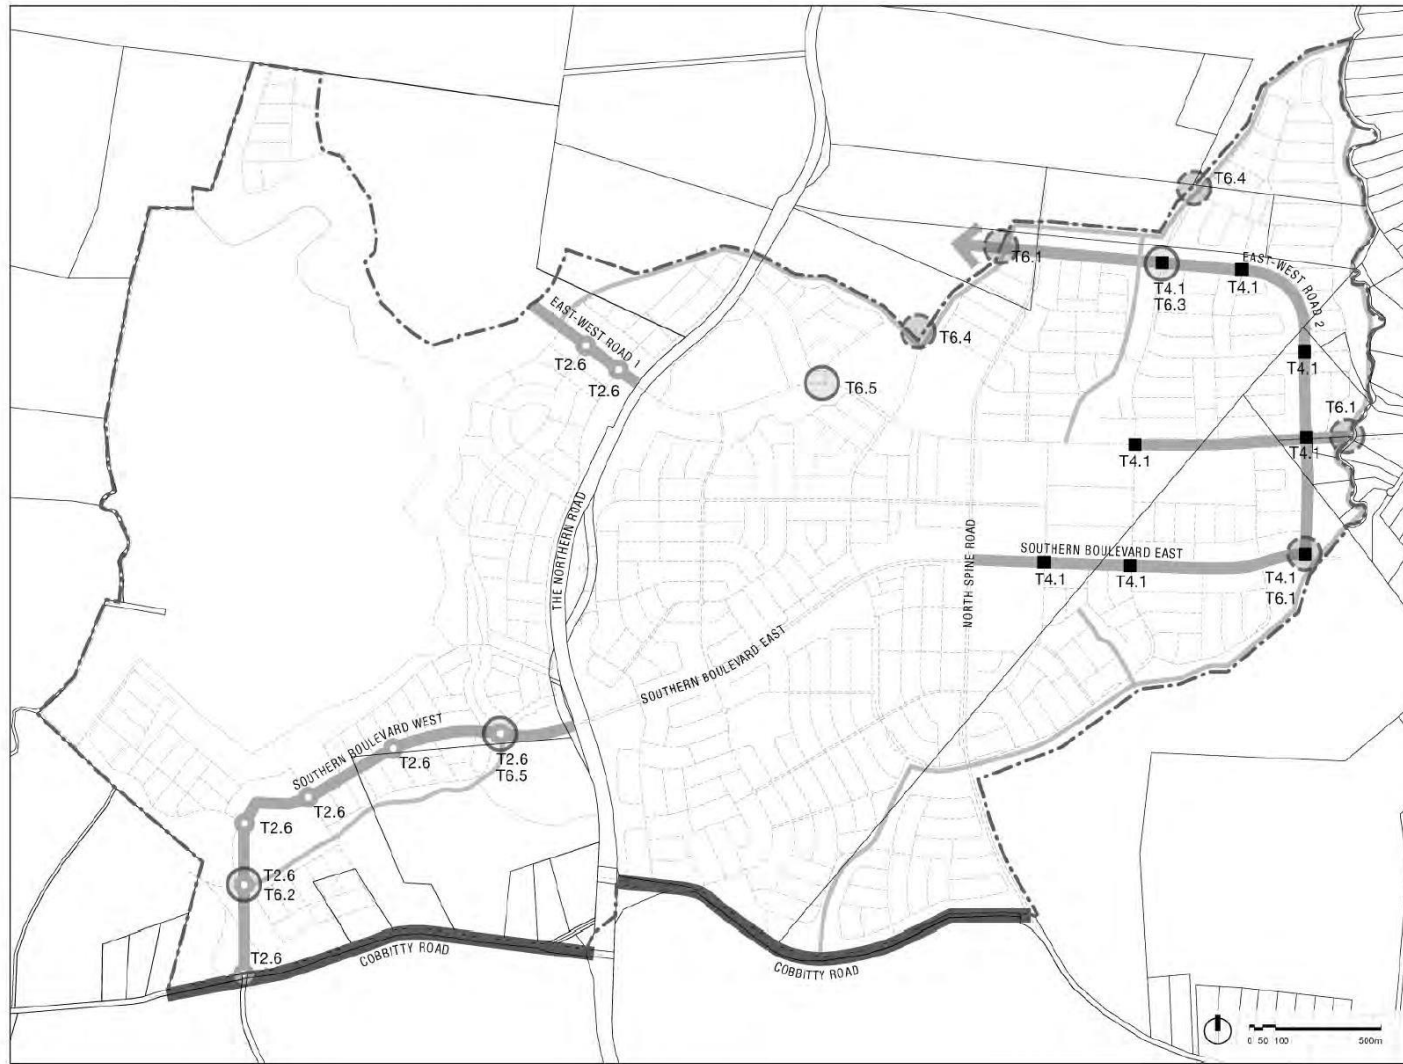 T6.4
T6.1
EAST-WEST ROAD 2
T4.1
T6.3
T4.1
EAST-WEST ROAD 1
T6.4
T2.6
T2.6
T6.5
T4.1
T6.1
T4.1
T4.1
THE NORTHERN ROAD
NORTH SPINE ROAD
SOUTHERN BOULEVARD EAST
T4.1
T4.1
T4.1
T6.1
SOUTHERN BOULEVARD EAST
SOUTHERN BOULEVARD WEST
T2.6
T2.6
T6.5
T2.6
T2.6
T2.6
T6.2
T2.6
COBBITTY ROAD
COBBITTY ROAD
0 50 100 500m